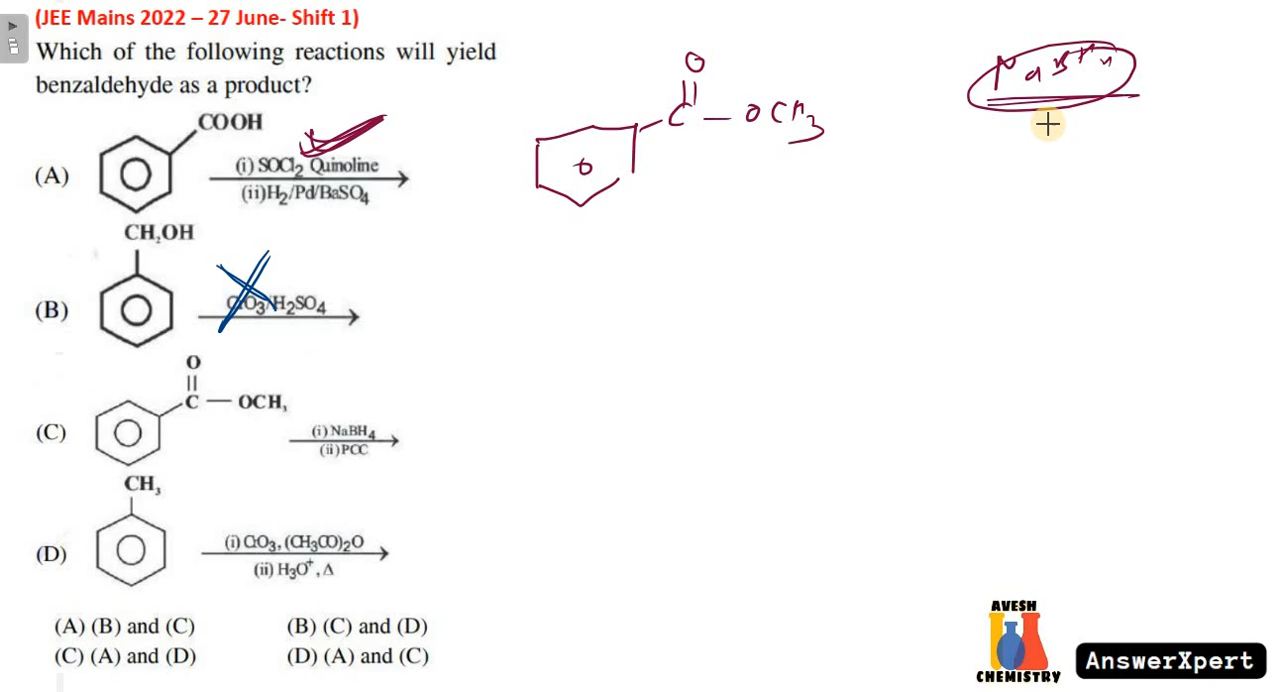 (JEE Mains 2022 – 27 June- Shift 1)
Which of the following reactions will yield
benzaldehyde as a product?
COOH
(A)
(i) SOCl2 Quinoline
(ii)H2/Pd/BaSO4
CH2OH
(B)
CrO3/H2SO4
O
||
C — OCH3
(C)
(i) NaBH4
(ii) PCC
CH3
(D)
(i) CrO3, (CH3CO)2O
(ii) H3O+, Δ
(A) (B) and (C)
(B) (C) and (D)
(C) (A) and (D)
(D) (A) and (C)
O
||
C — OCH3
AVESH
CHEMISTRY
AnswerXpert